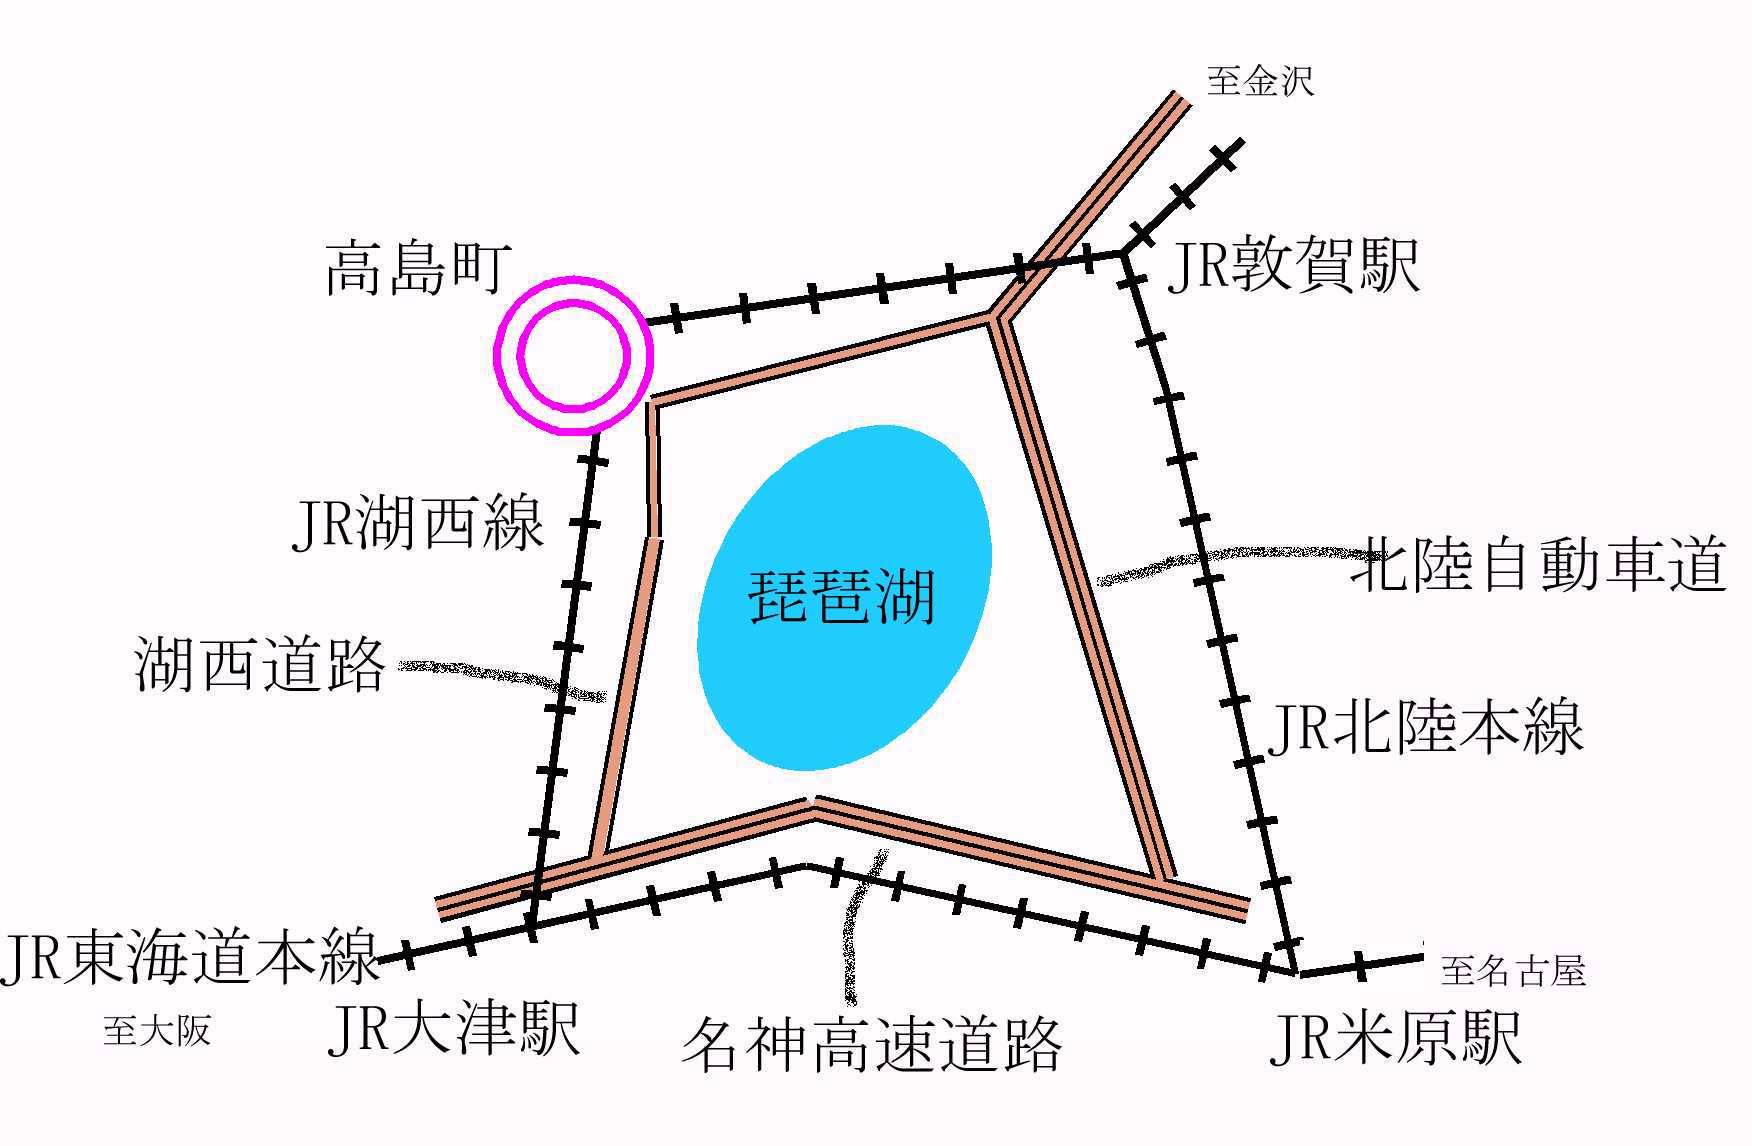 至金沢
高島町
JR敦賀駅
JR湖西線
北陸自動車道
琵琶湖
湖西道路
JR北陸本線
JR東海道本線
至名古屋
至大阪
JR大津駅
名神高速道路
JR米原駅